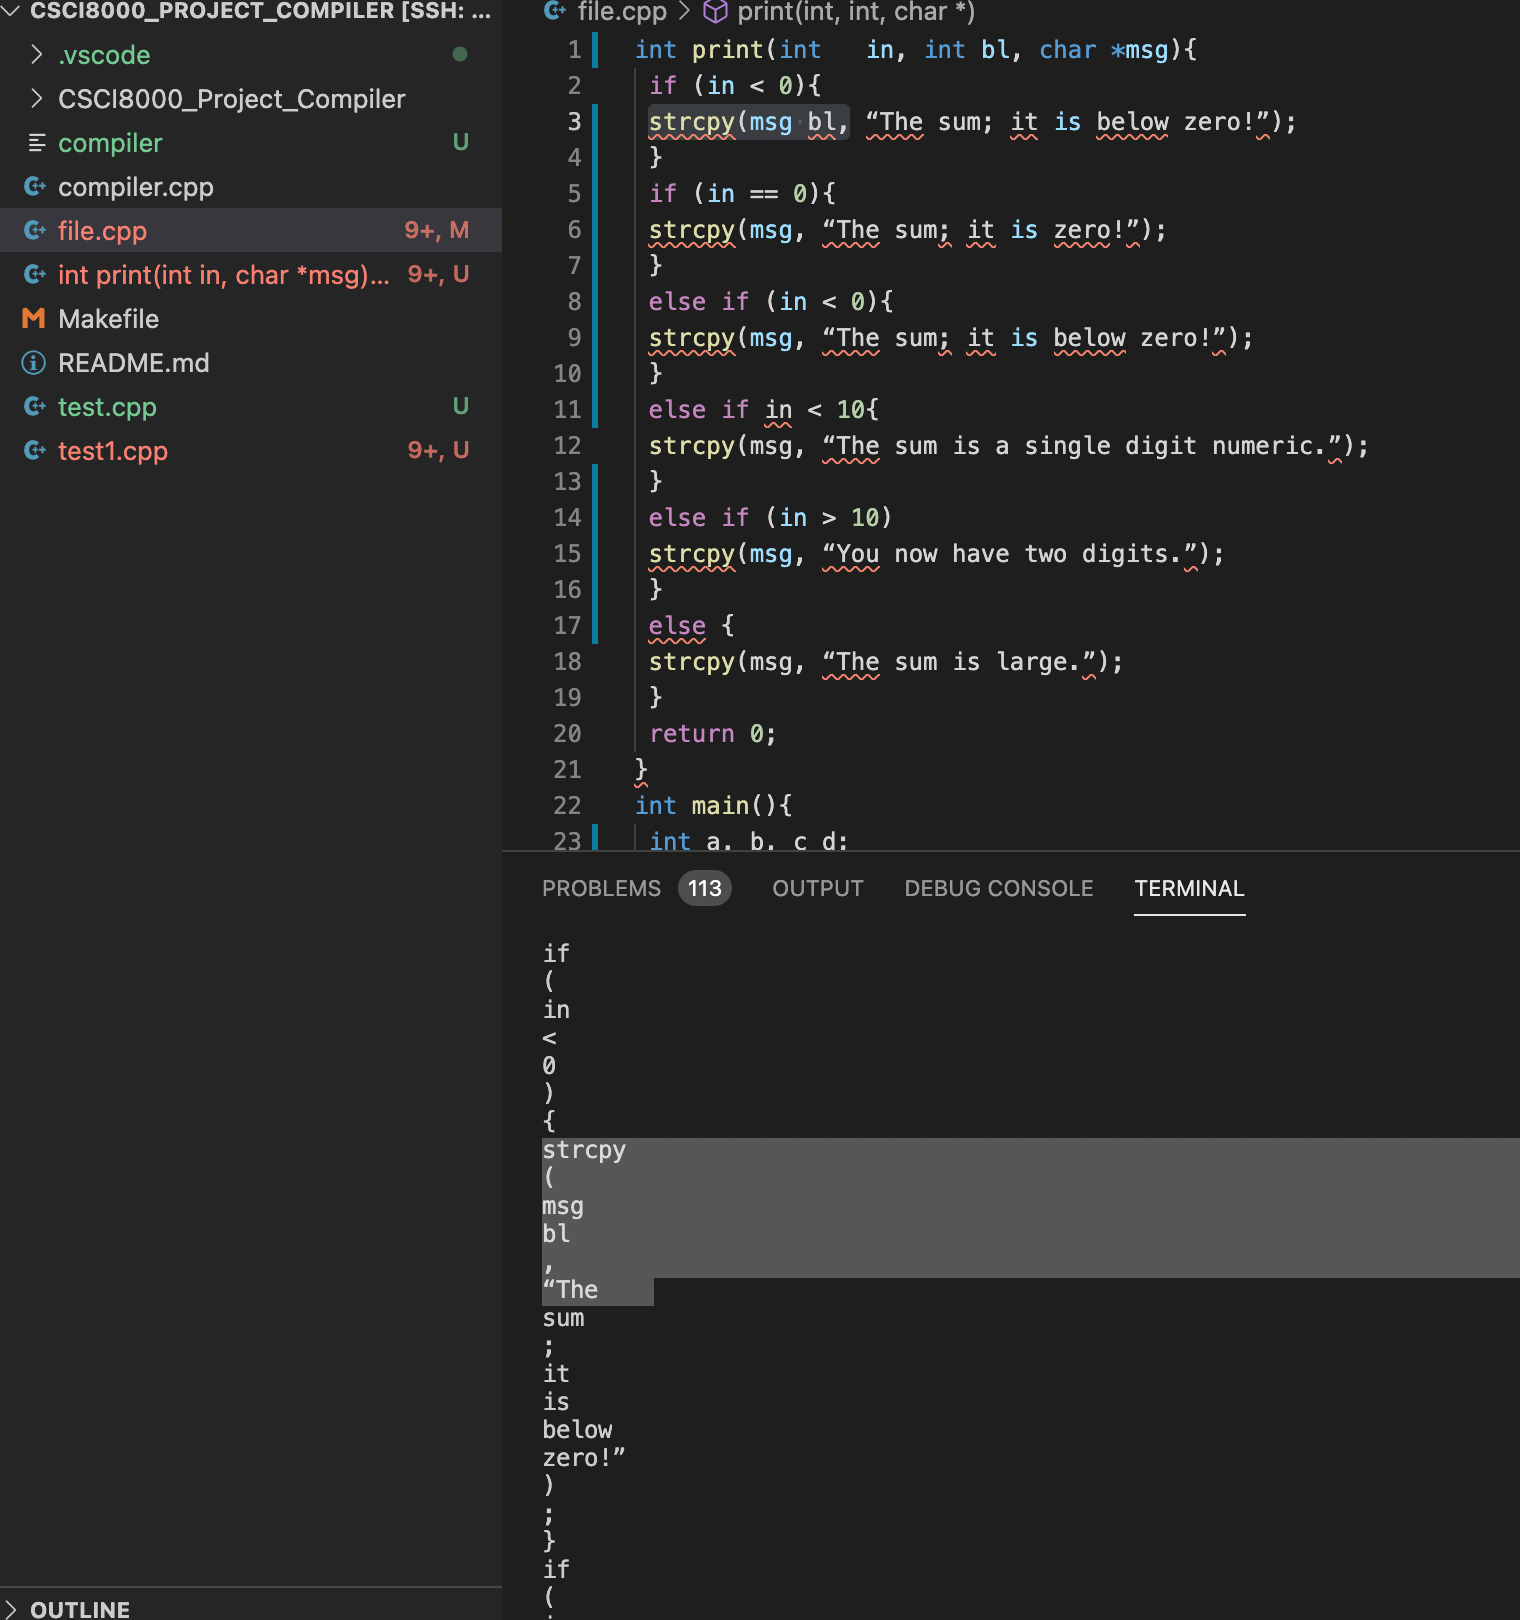 CSCI8000_PROJECT_COMPILER [SSH: ...
.vscode
CSCI8000_Project_Compiler
compiler U
compiler.cpp
file.cpp 9+, M
int print(int in, char *msg)... 9+, U
Makefile
README.md
test.cpp U
test1.cpp 9+, U
OUTLINE
file.cpp > print(int, int, char *)
1 int print(int   in, int bl, char *msg){
2 if (in < 0){
3 strcpy(msg bl, “The sum; it is below zero!”);
4 }
5 if (in == 0){
6 strcpy(msg, “The sum; it is zero!”);
7 }
8 else if (in < 0){
9 strcpy(msg, “The sum; it is below zero!”);
10 }
11 else if in < 10{
12 strcpy(msg, “The sum is a single digit numeric.”);
13 }
14 else if (in > 10)
15 strcpy(msg, “You now have two digits.”);
16 }
17 else {
18 strcpy(msg, “The sum is large.”);
19 }
20 return 0;
21 }
22 int main(){
23 int a, b, c d;
PROBLEMS 113 OUTPUT DEBUG CONSOLE TERMINAL
if
(
in
<
0
)
{
strcpy
(
msg
bl
,
“The
sum
;
it
is
below
zero!”
)
;
}
if
(